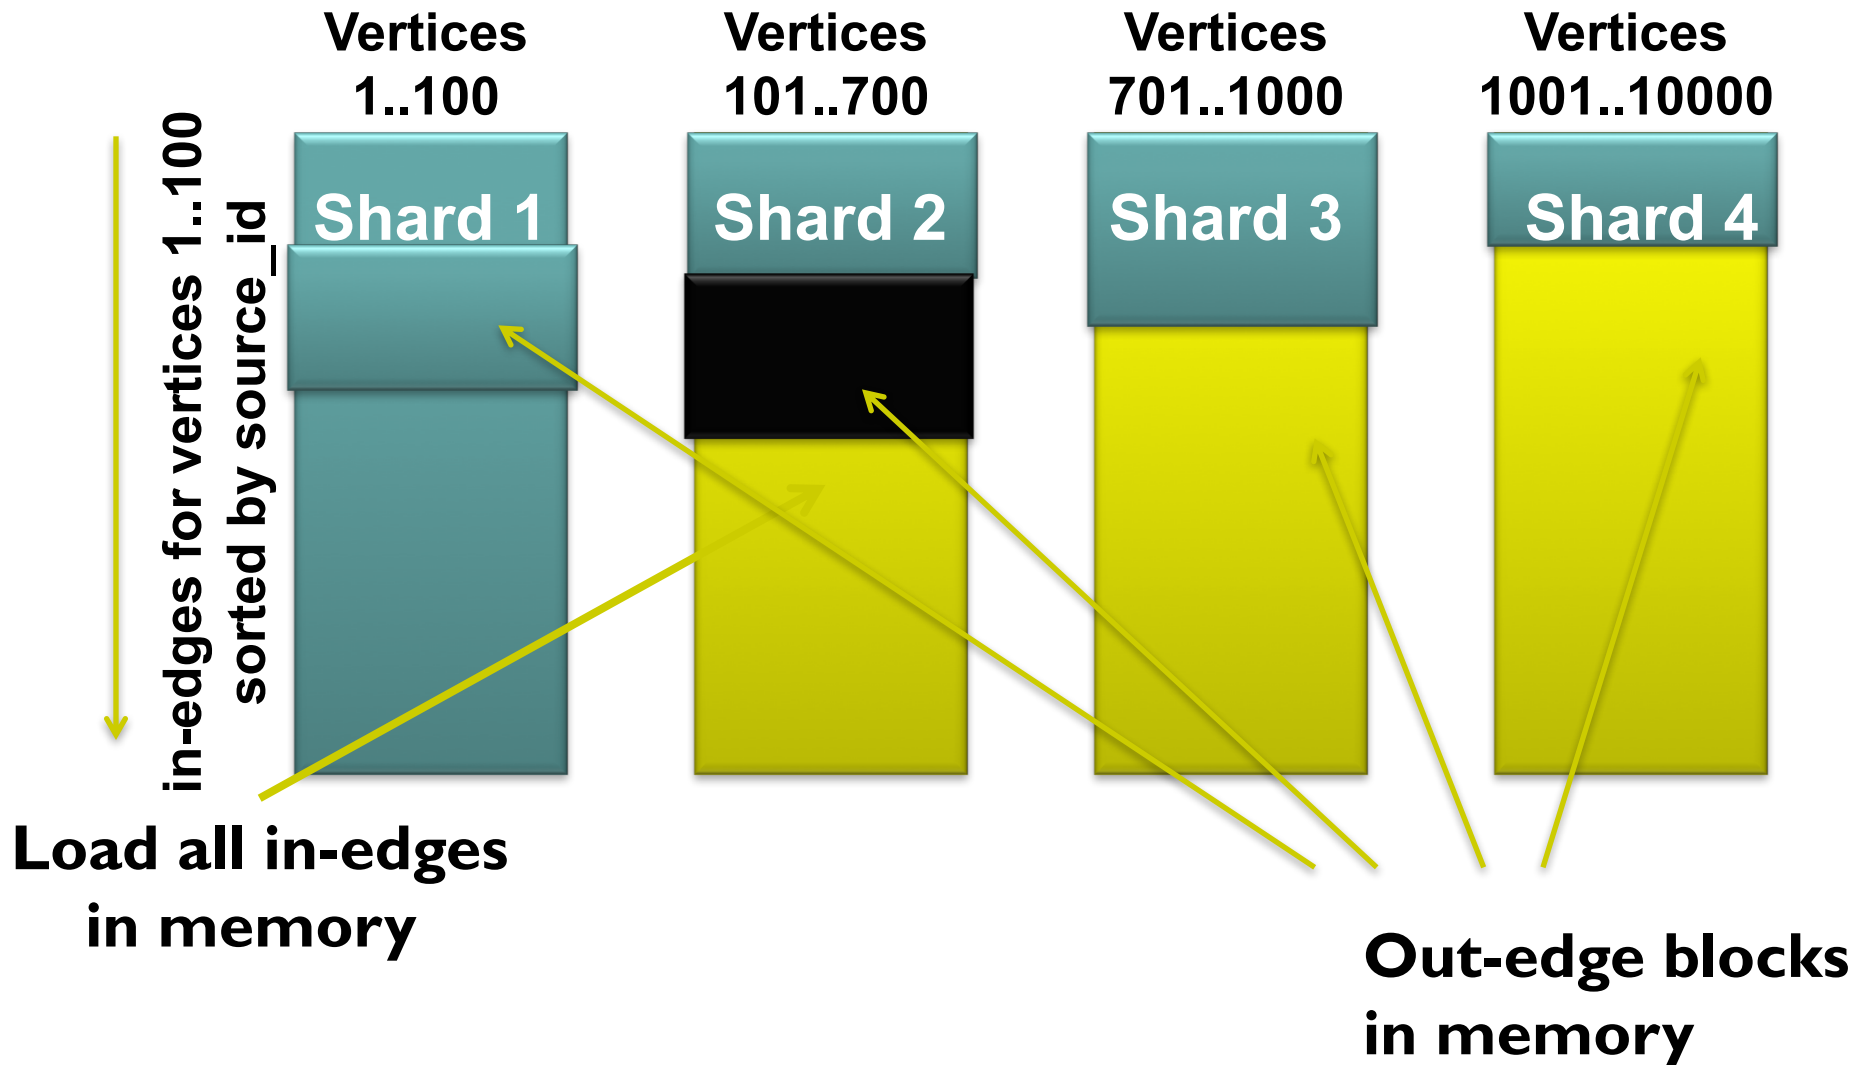 Vertices
1..100
Vertices
101..700
Vertices
701..1000
Vertices
1001..10000
in-edges for vertices 1..100
sorted by source_id
Shard 1
Shard 2
Shard 3
Shard 4
Load all in-edges
in memory
Out-edge blocks
in memory